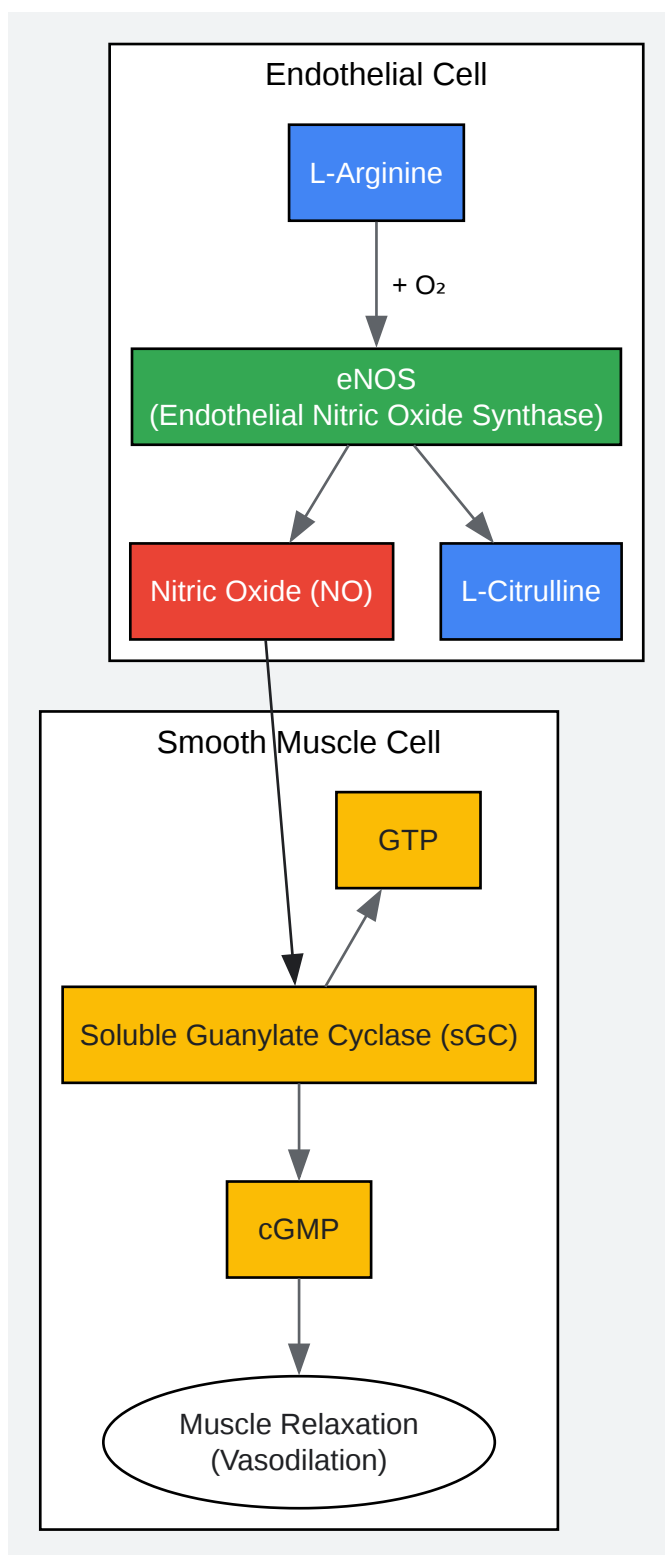 Endothelial Cell
L-Arginine
+ O₂
eNOS
(Endothelial Nitric Oxide Synthase)
Nitric Oxide (NO)
L-Citrulline
Smooth Muscle Cell
GTP
Soluble Guanylate Cyclase (sGC)
cGMP
Muscle Relaxation
(Vasodilation)